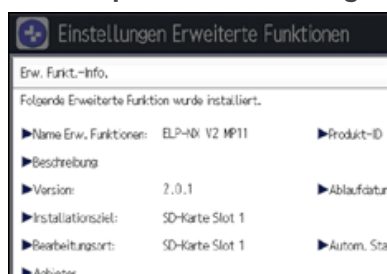 Einstellungen Erweiterte Funktionen
Erw. Funkt.-Info.
Folgende Erweiterte Funktion wurde installiert.
►Name Erw. Funktionen: ELP-NX V2 MP11 ►Produkt-ID
►Beschreibung
►Version: 2.0.1 ►Ablaufdatum
►Installationsziel: SD-Karte Slot 1
►Bearbeitungsort: SD-Karte Slot 1 ►Autom. Sta
►Anbieter